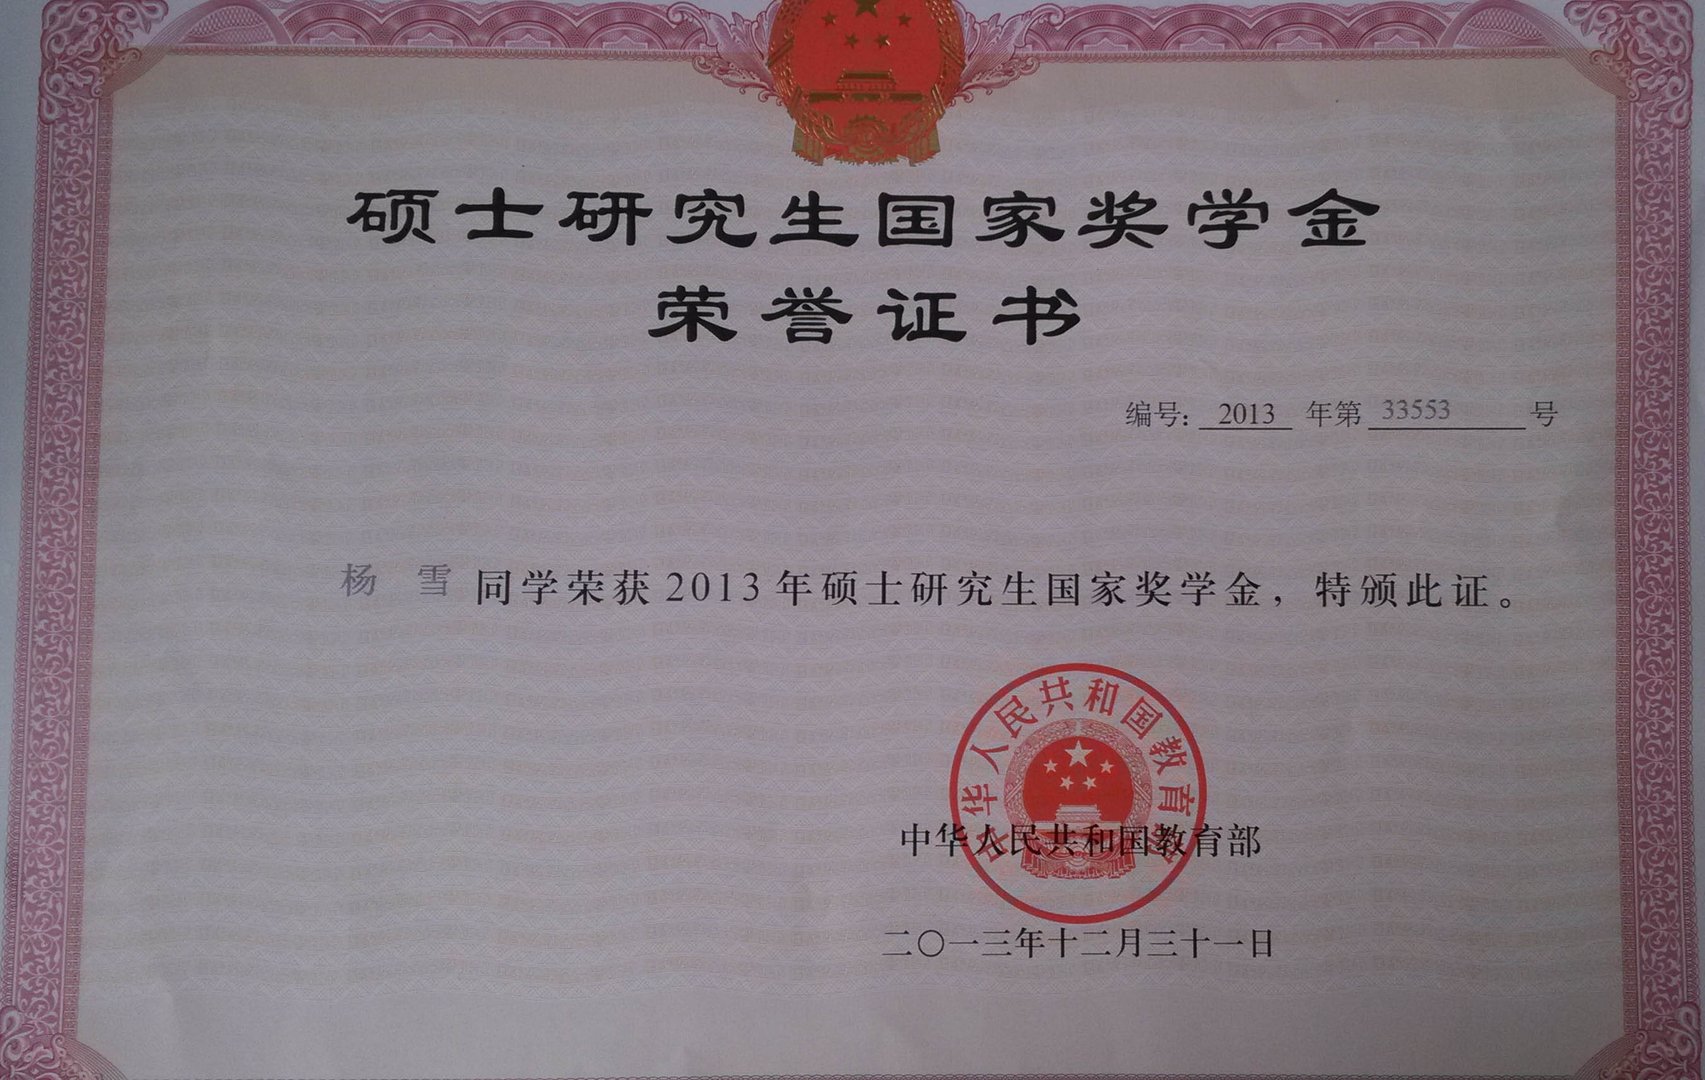 硕士研究生国家奖学金
荣誉证书
编号: 2013 年第 33553 号
杨 雪 同学荣获2013年硕士研究生国家奖学金，特颁此证。
中华人民共和国教育部
中华人民共和国教育部
二〇一三年十二月三十一日